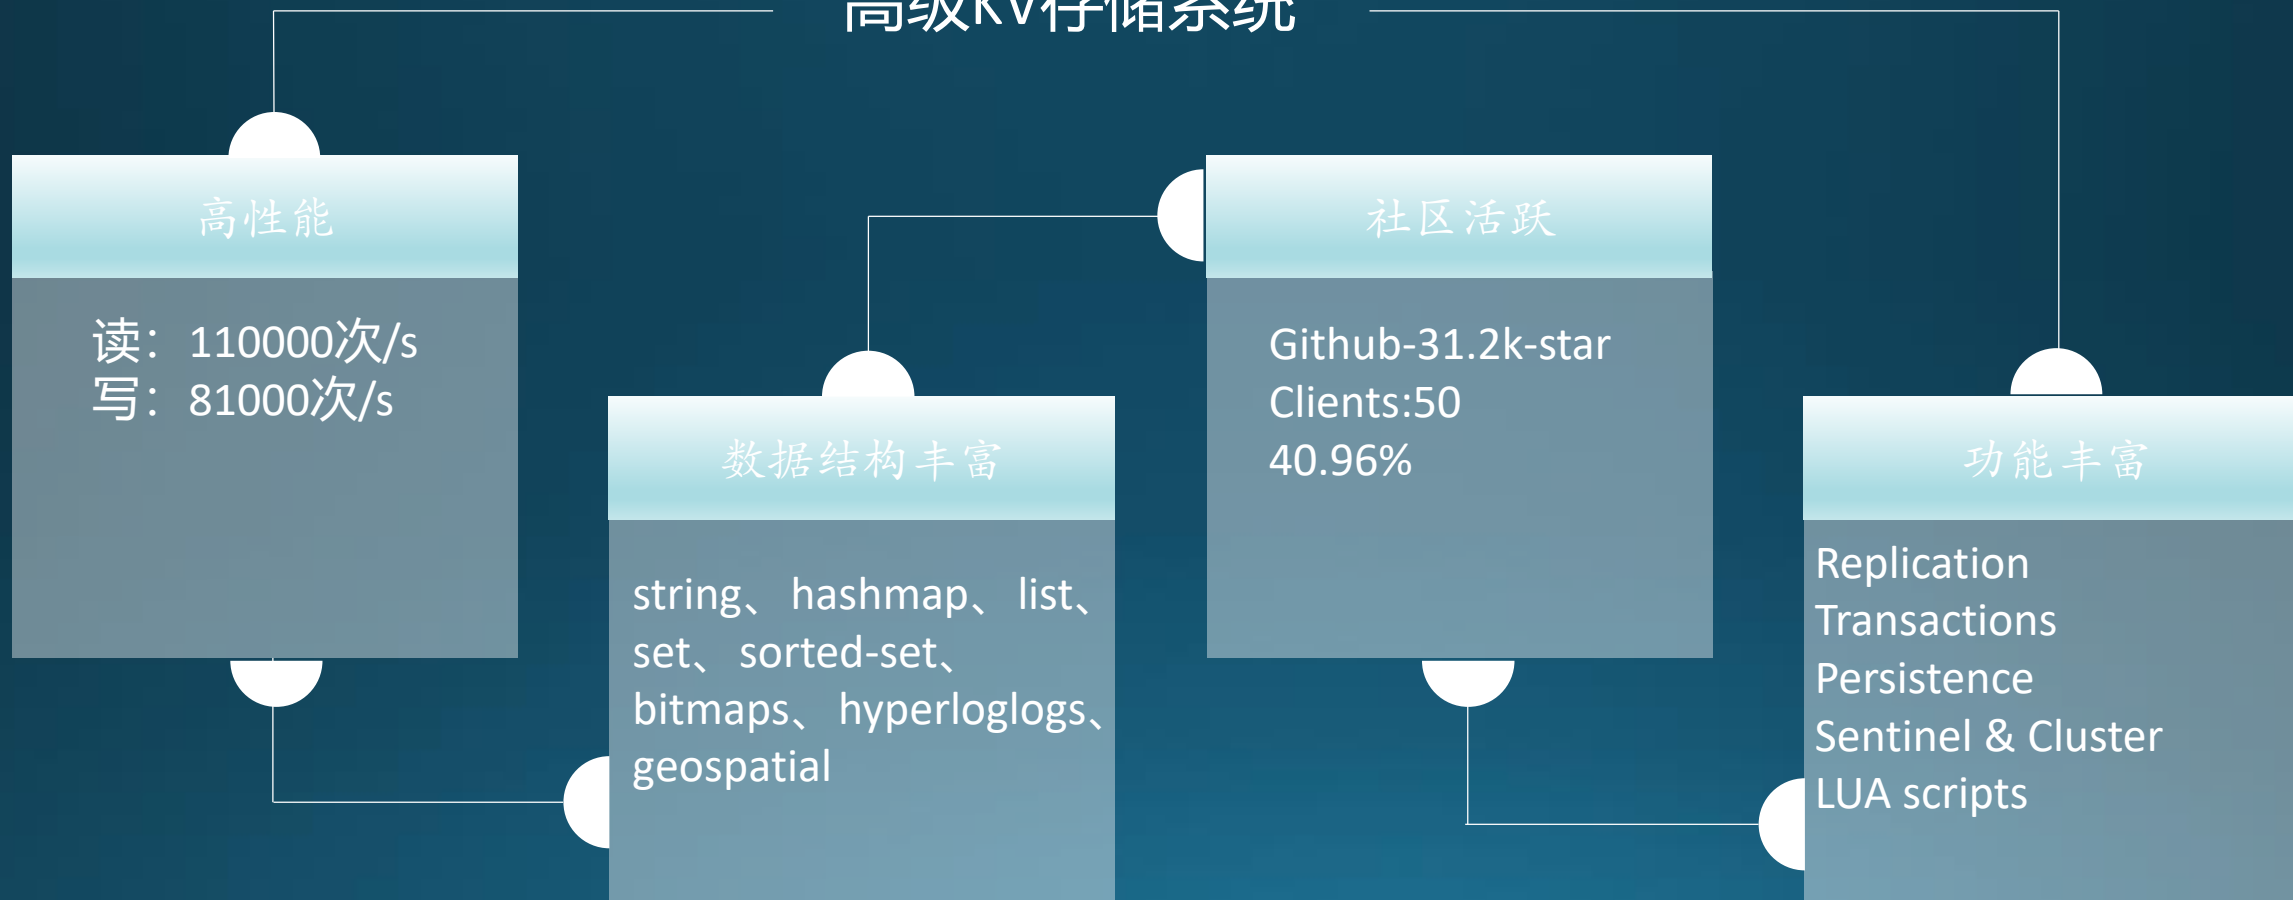 高级KV存储系统
高性能
读：110000次/s
写：81000次/s
数据结构丰富
string、hashmap、list、
set、sorted-set、
bitmaps、hyperloglogs、
geospatial
社区活跃
Github-31.2k-star
Clients:50
40.96%
功能丰富
Replication
Transactions
Persistence
Sentinel & Cluster
LUA scripts